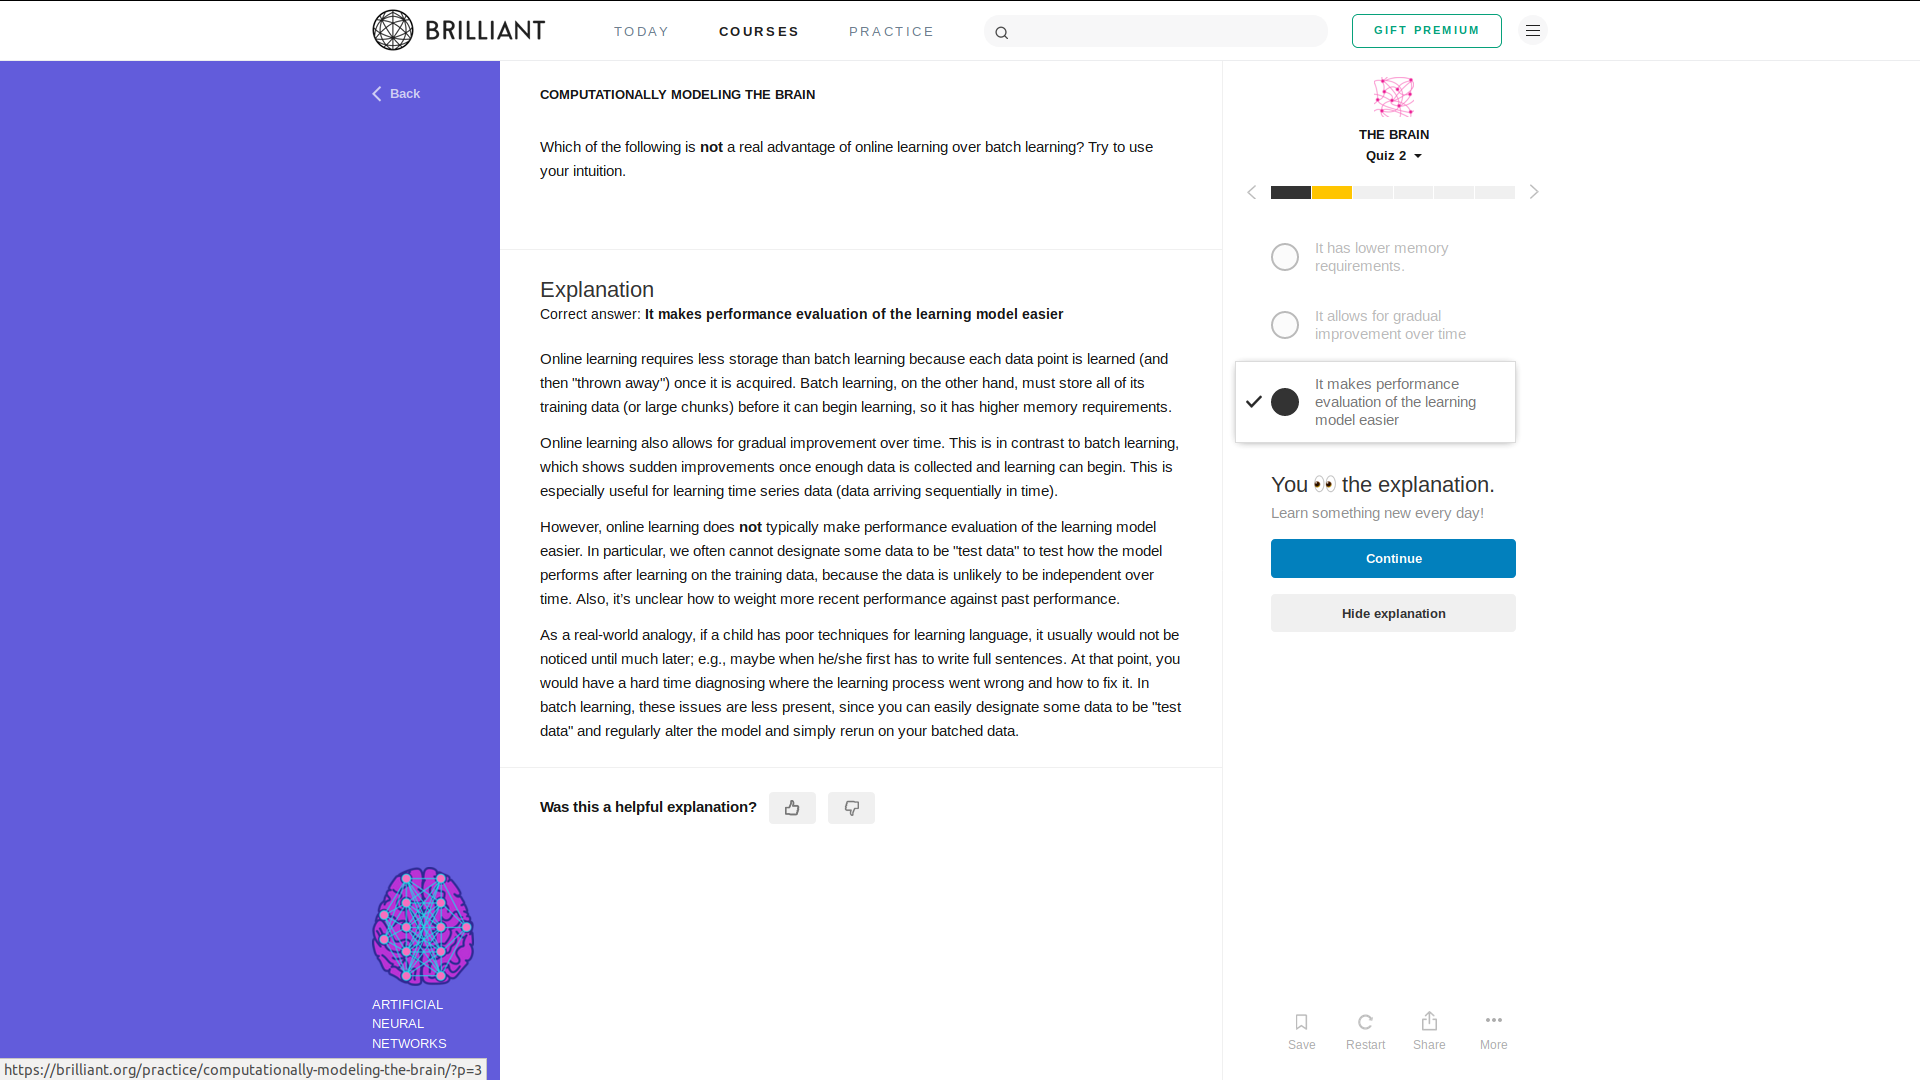 BRILLIANT
TODAY
COURSES
PRACTICE
GIFT PREMIUM
Back
COMPUTATIONALLY MODELING THE BRAIN
Which of the following is not a real advantage of online learning over batch learning? Try to use
your intuition.
Explanation
Correct answer: It makes performance evaluation of the learning model easier
Online learning requires less storage than batch learning because each data point is learned (and
then "thrown away") once it is acquired. Batch learning, on the other hand, must store all of its
training data (or large chunks) before it can begin learning, so it has higher memory requirements.
Online learning also allows for gradual improvement over time. This is in contrast to batch learning,
which shows sudden improvements once enough data is collected and learning can begin. This is
especially useful for learning time series data (data arriving sequentially in time).
However, online learning does not typically make performance evaluation of the learning model
easier. In particular, we often cannot designate some data to be "test data" to test how the model
performs after learning on the training data, because the data is unlikely to be independent over
time. Also, it's unclear how to weight more recent performance against past performance.
As a real-world analogy, if a child has poor techniques for learning language, it usually would not be
noticed until much later; e.g., maybe when he/she first has to write full sentences. At that point, you
would have a hard time diagnosing where the learning process went wrong and how to fix it. In
batch learning, these issues are less present, since you can easily designate some data to be "test
data" and regularly alter the model and simply rerun on your batched data.
Was this a helpful explanation?
THE BRAIN
Quiz 2
It has lower memory
requirements.
It allows for gradual
improvement over time
It makes performance
evaluation of the learning
model easier
You 👀 the explanation.
Learn something new every day!
Continue
Hide explanation
Save
Restart
Share
More
ARTIFICIAL
NEURAL
NETWORKS
https://brilliant.org/practice/computationally-modeling-the-brain/?p=3